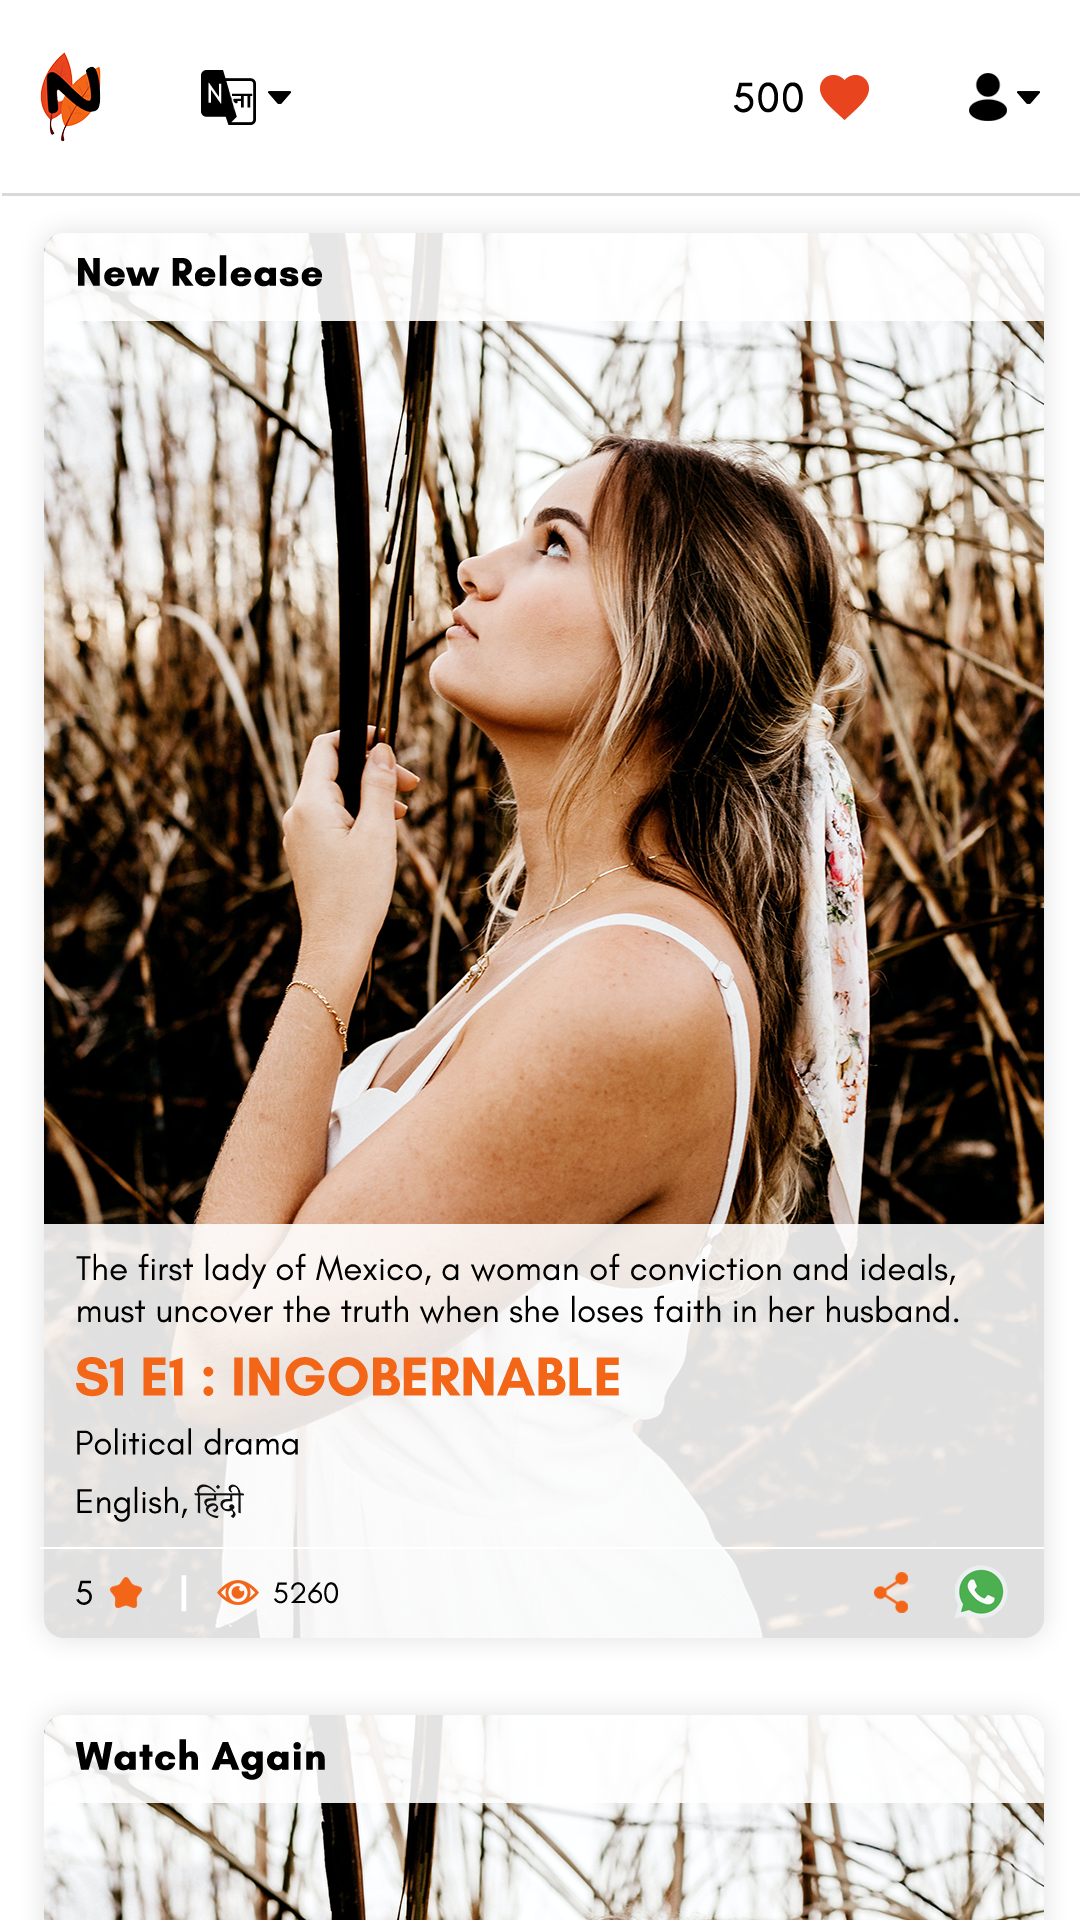 N
N ना
500
New Release
The first lady of Mexico, a woman of conviction and ideals,
must uncover the truth when she loses faith in her husband.
S1 E1 : INGOBERNABLE
Political drama
English, हिंदी
5 | 5260
Watch Again